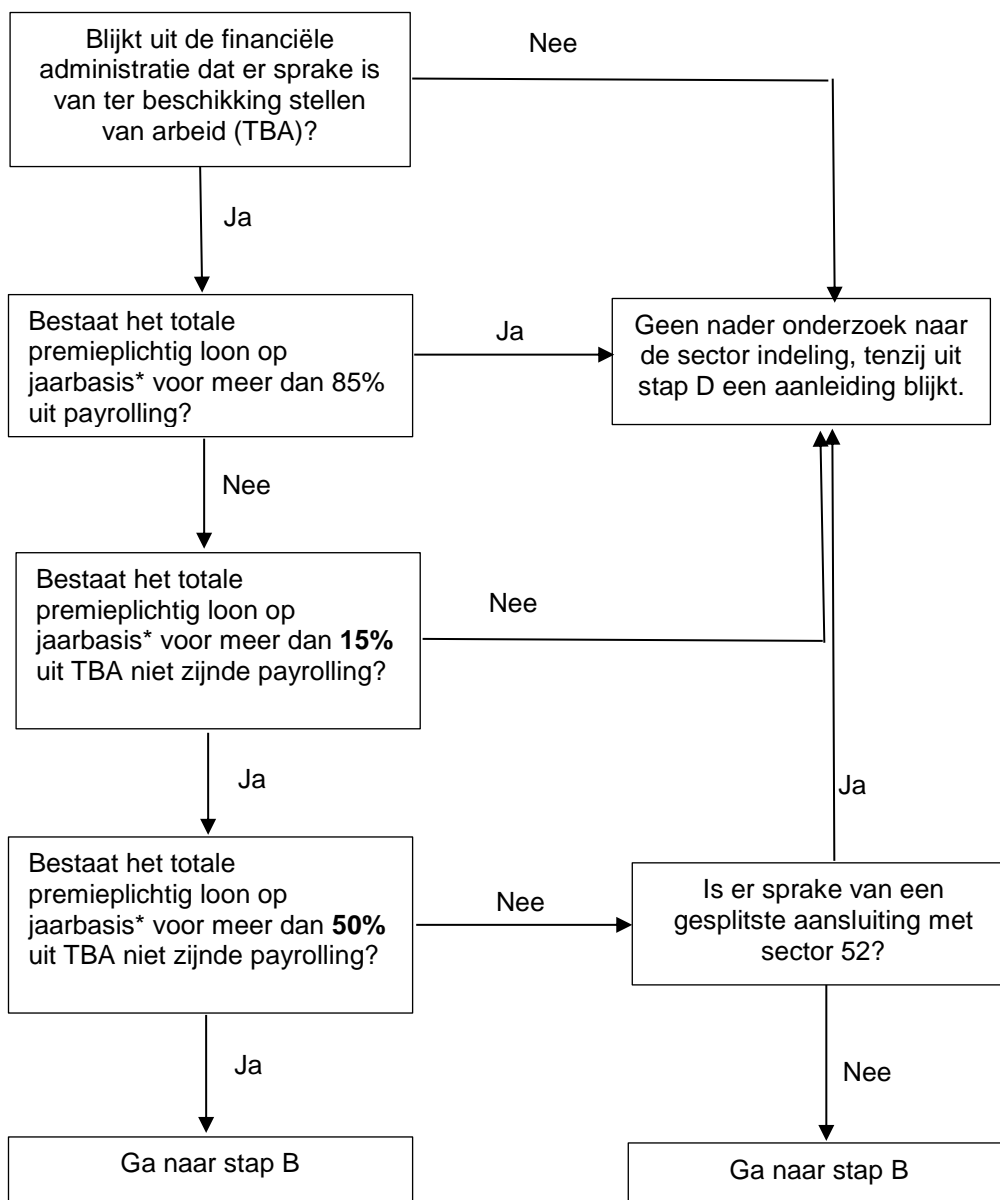 Blijkt uit de financiële
administratie dat er sprake is
van ter beschikking stellen
van arbeid (TBA)?
Nee
Ja
Bestaat het totale
premieplichtig loon op
jaarbasis* voor meer dan 85%
uit payrolling?
Ja
Geen nader onderzoek naar
de sector indeling, tenzij uit
stap D een aanleiding blijkt.
Nee
Bestaat het totale
premieplichtig loon op
jaarbasis* voor meer dan 15%
uit TBA niet zijnde payrolling?
Nee
Ja
Ja
Bestaat het totale
premieplichtig loon op
jaarbasis* voor meer dan 50%
uit TBA niet zijnde payrolling?
Nee
Is er sprake van een
gesplitste aansluiting met
sector 52?
Ja
Nee
Ga naar stap B
Ga naar stap B